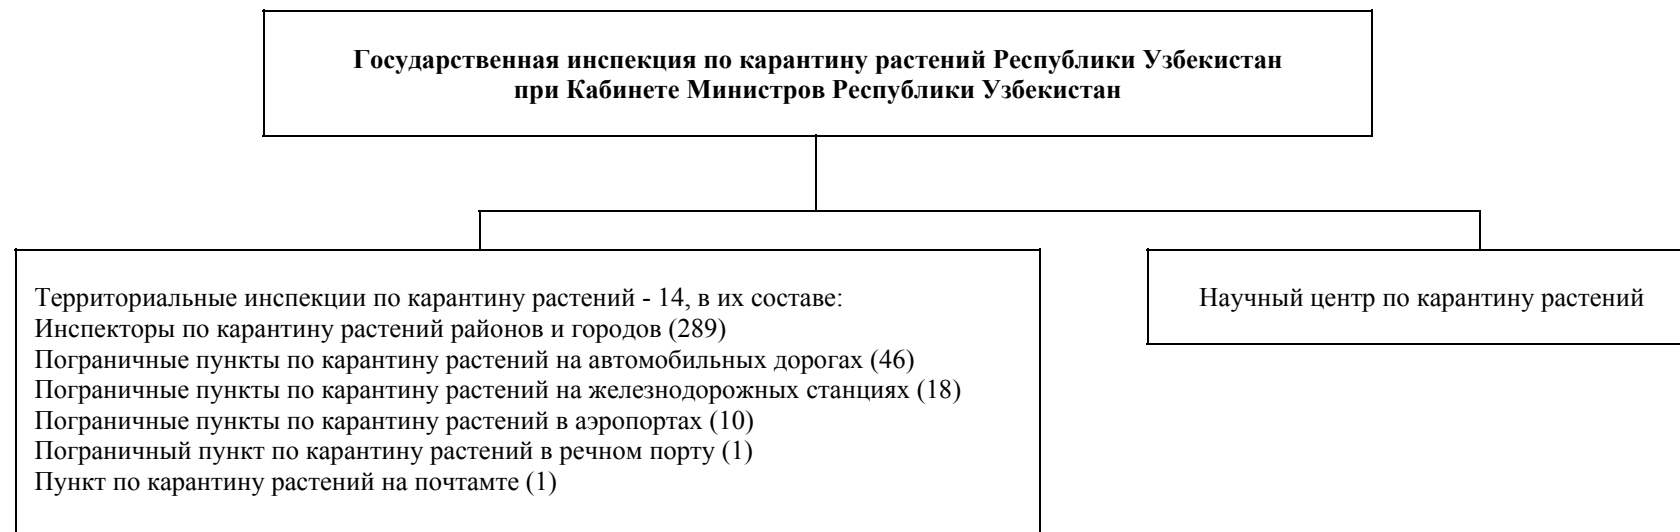 Государственная инспекция по карантину растений Республики Узбекистан
при Кабинете Министров Республики Узбекистан
Территориальные инспекции по карантину растений - 14, в их составе:
Инспекторы по карантину растений районов и городов (289)
Пограничные пункты по карантину растений на автомобильных дорогах (46)
Пограничные пункты по карантину растений на железнодорожных станциях (18)
Пограничные пункты по карантину растений в аэропортах (10)
Пограничный пункт по карантину растений в речном порту (1)
Пункт по карантину растений на почтамте (1)
Научный центр по карантину растений